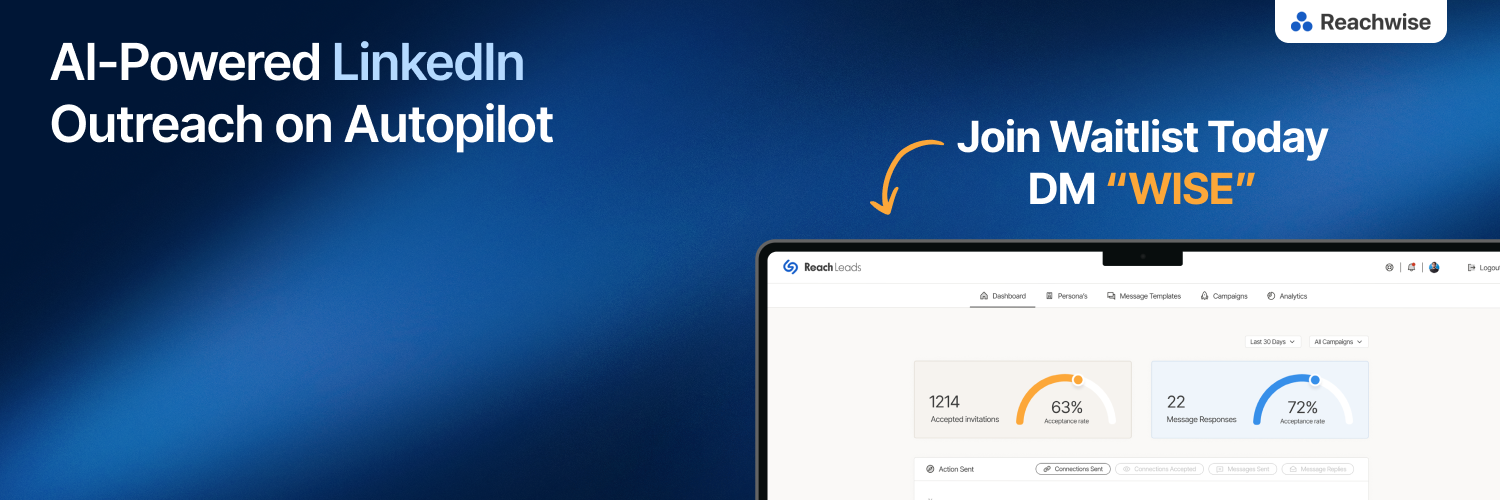 Reachwise
AI-Powered LinkedIn
Outreach on Autopilot
Join Waitlist Today
DM “WISE”
Reach Leads
Logout
Dashboard
Persona's
Message Templates
Campaigns
Analytics
Last 30 Days
All Campaigns
1214
Accepted invitations
63%
Acceptance rate
22
Message Responses
72%
Acceptance rate
Action Sent
Connections Sent
Connections Accepted
Messages Sent
Message Replies